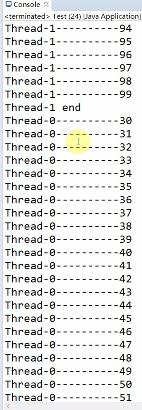 Console
<terminated> Test (24) [Java Application]
Thread-1----------94
Thread-1----------95
Thread-1----------96
Thread-1----------97
Thread-1----------98
Thread-1----------99
Thread-1 end
Thread-0----------30
Thread-0----------31
Thread-0----------32
Thread-0----------33
Thread-0----------34
Thread-0----------35
Thread-0----------36
Thread-0----------37
Thread-0----------38
Thread-0----------39
Thread-0----------40
Thread-0----------41
Thread-0----------42
Thread-0----------43
Thread-0----------44
Thread-0----------45
Thread-0----------46
Thread-0----------47
Thread-0----------48
Thread-0----------49
Thread-0----------50
Thread-0----------51